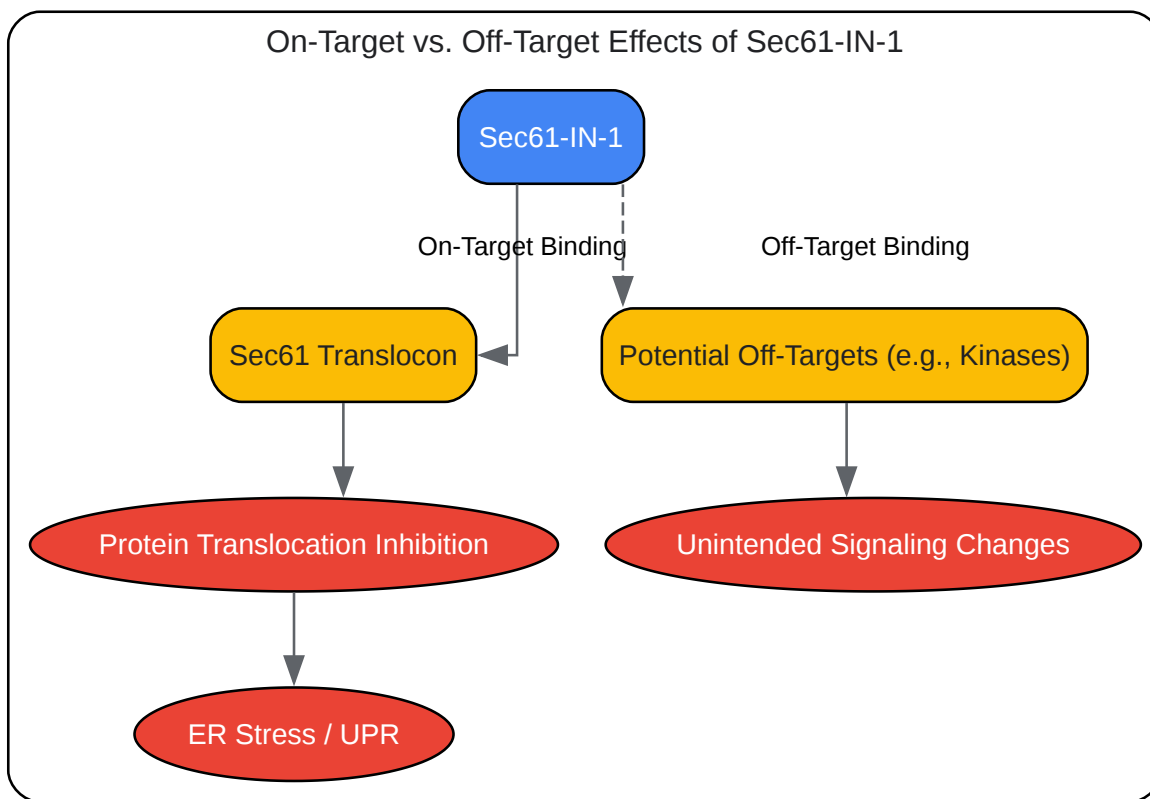 On-Target vs. Off-Target Effects of Sec61-IN-1
Sec61-IN-1
On-Target Binding
Off-Target Binding
Sec61 Translocon
Potential Off-Targets (e.g., Kinases)
Protein Translocation Inhibition
Unintended Signaling Changes
ER Stress / UPR